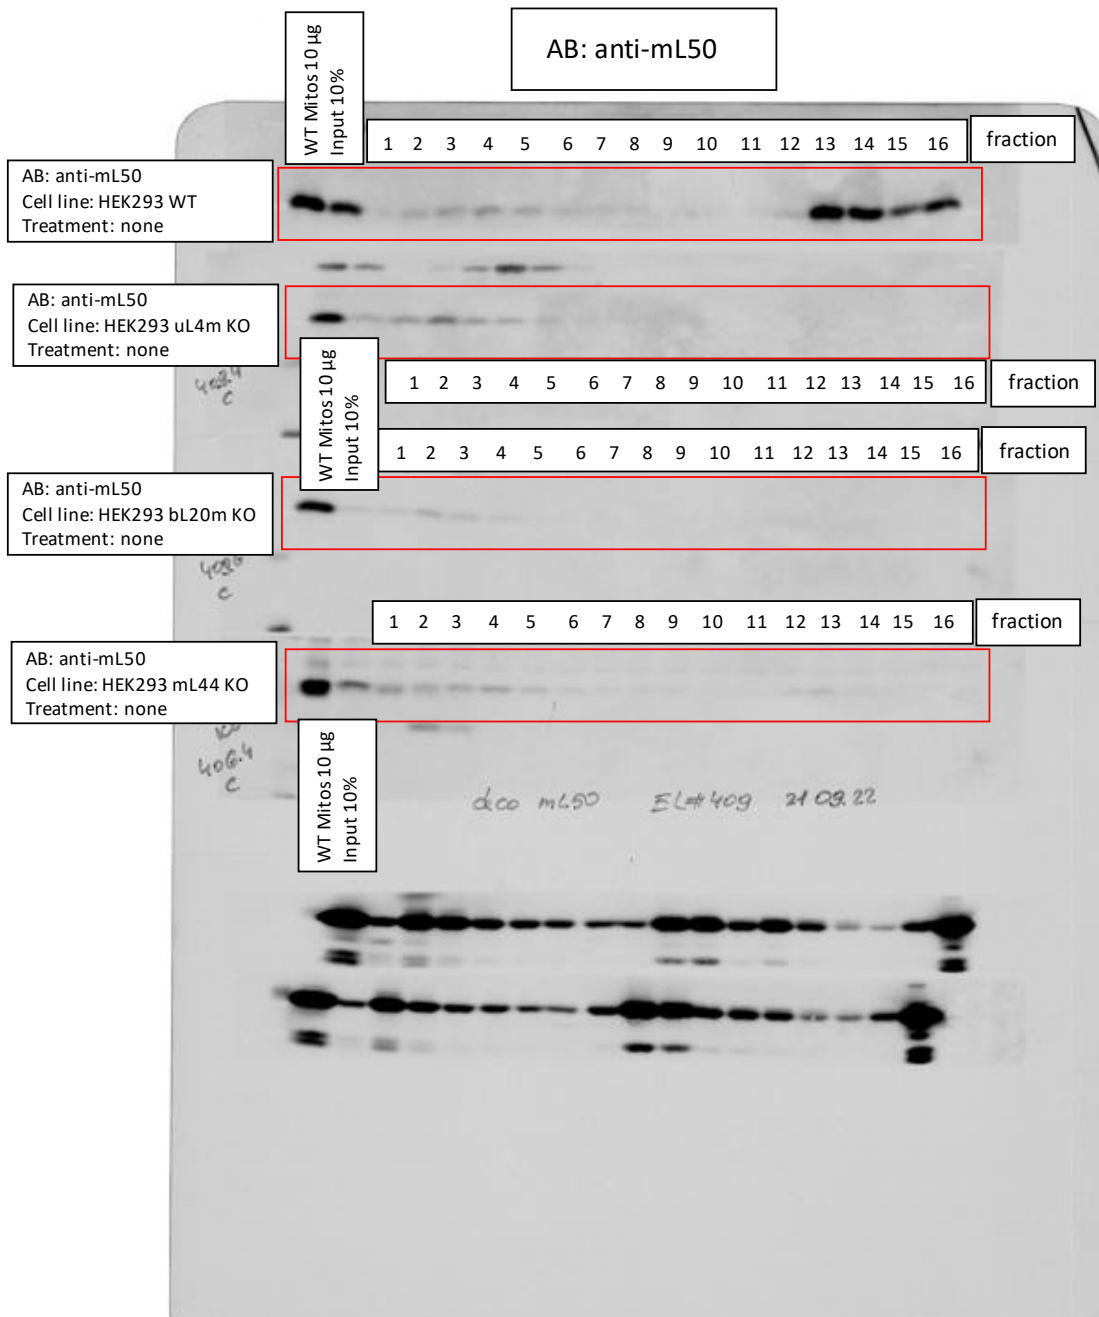 AB: anti-mL50
WT Mitos 10 µg
Input 10%
1 2 3 4 5 6 7 8 9 10 11 12 13 14 15 16
fraction
AB: anti-mL50
Cell line: HEK293 WT
Treatment: none
AB: anti-mL50
Cell line: HEK293 uL4m KO
Treatment: none
WT Mitos 10 µg
Input 10%
1 2 3 4 5 6 7 8 9 10 11 12 13 14 15 16
fraction
409.4
C
1 2 3 4 5 6 7 8 9 10 11 12 13 14 15 16
fraction
AB: anti-mL50
Cell line: HEK293 bL20m KO
Treatment: none
C
1 2 3 4 5 6 7 8 9 10 11 12 13 14 15 16
fraction
AB: anti-mL50
Cell line: HEK293 mL44 KO
Treatment: none
WT Mitos 10 µg
Input 10%
406.4
C
mL50 EL#409 21 09.22